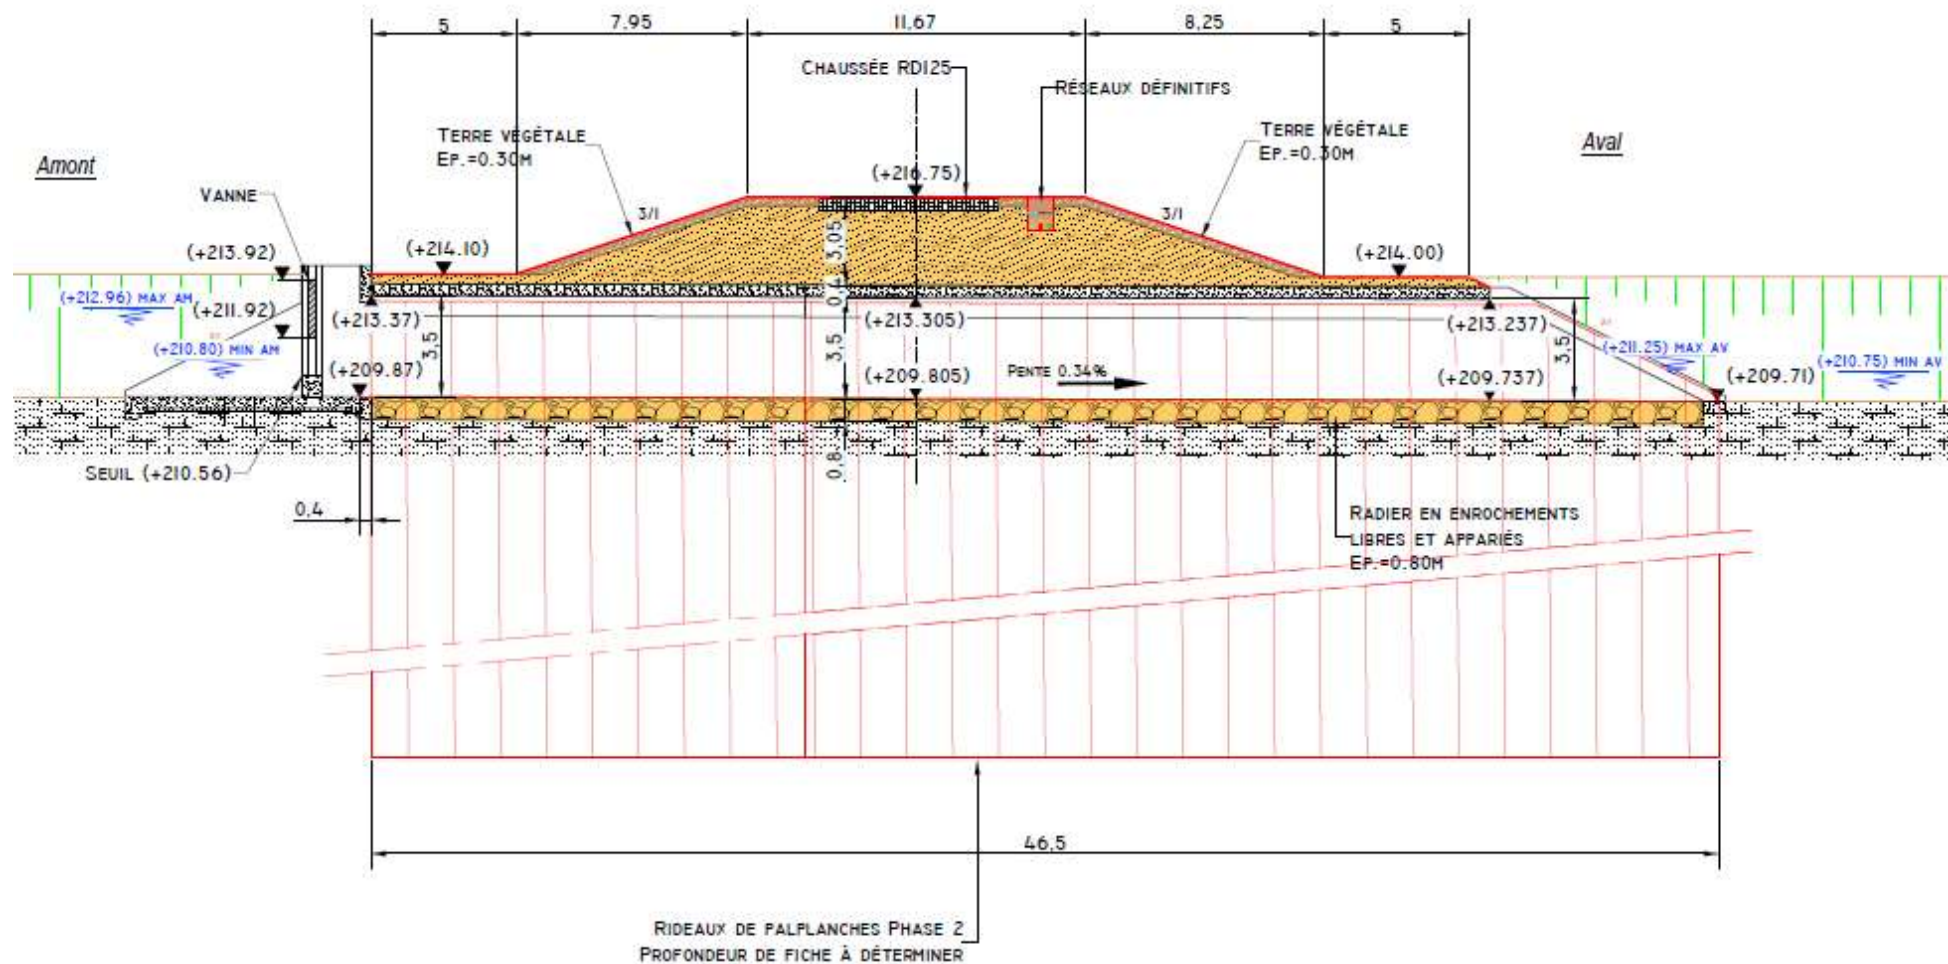 5
7.95
11,67
8,25
5
Chaussée RD125
Réseaux définitifs
Terre végétale
Ep.=0.30m
Terre végétale
Ep.=0.30m
Amont
Aval
Vanne
(+216.75)
3/1
3/1
(+213.92)
(+214.10)
3,05
(+214.00)
(+212.96) max am
0,4
(+211.92)
(+213.37)
(+213.305)
(+213.237)
(+210.80) min am
3,5
3,5
3,5
(+211.25) max av
(+210.75) min av
(+209.87)
(+209.805)
Pente 0.34%
(+209.737)
(+209.71)
Seuil (+210.56)
0,8
0,4
Radier en enrochements
libres et appariés
Ep.=0.80m
46,5
Rideaux de palplanches Phase 2
Profondeur de fiche à déterminer